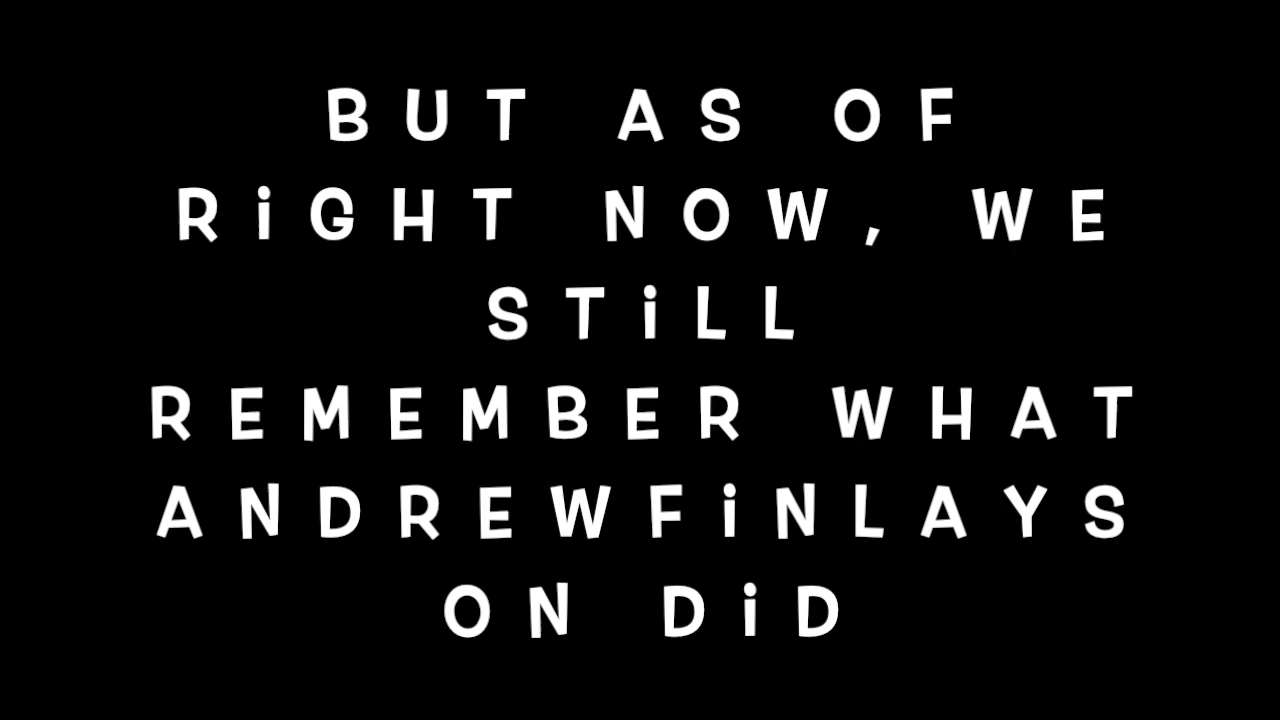 BUT AS OF
RiGHT NOW, WE
STiLL
REMEMBER WHAT
ANDREWFiNLAYS
ON DiD